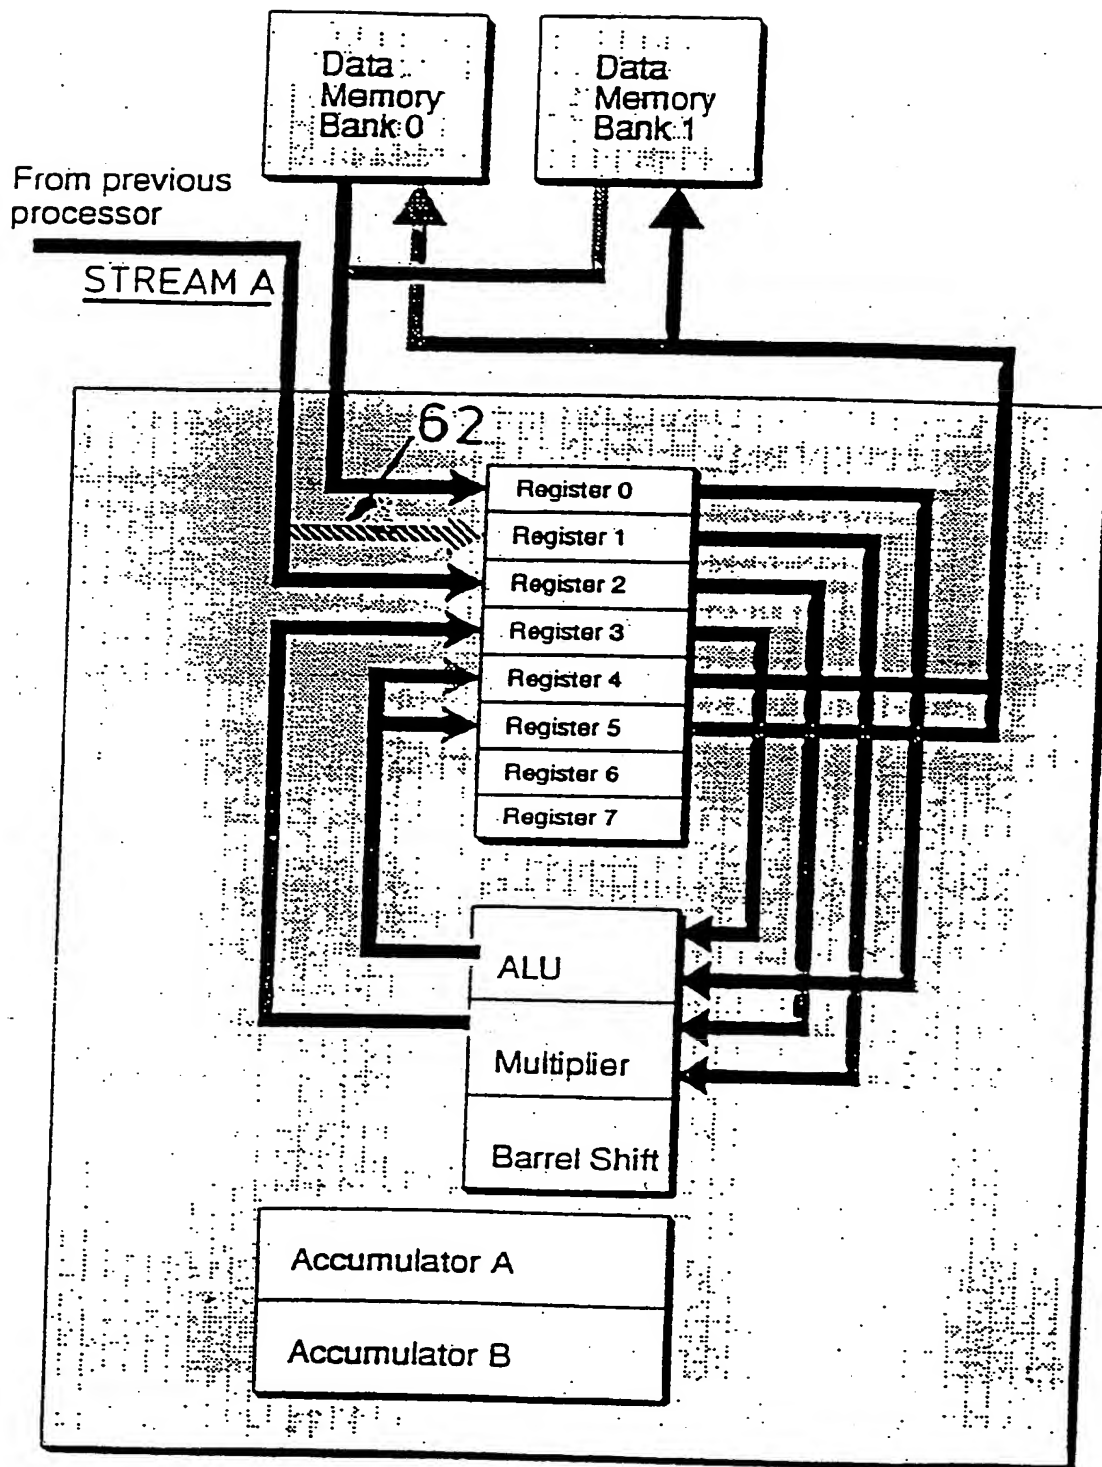 Data
Memory
Bank 0
Data
Memory
Bank 1
From previous
processor
STREAM A
62
Register 0
Register 1
Register 2
Register 3
Register 4
Register 5
Register 6
Register 7
ALU
Multiplier
Barrel Shift
Accumulator A
Accumulator B